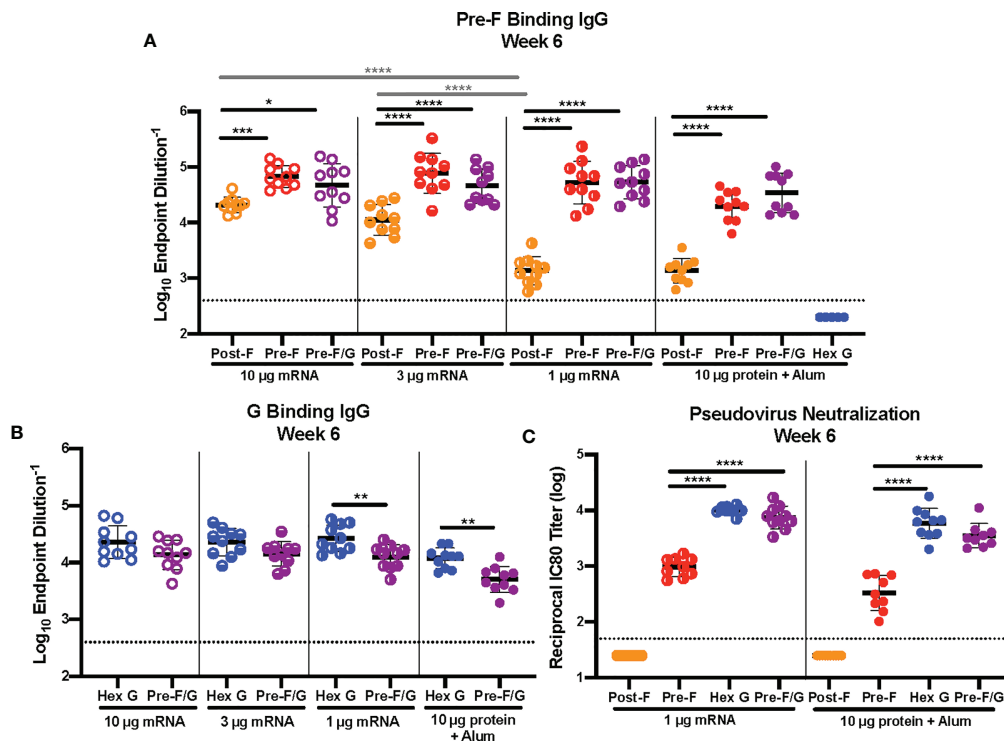 Pre-F Binding IgG
Week 6
A
****
****
* **** **** ****
*** **** **** ****
Log10 Endpoint Dilution-1
6
5
4
3
2
Post-F Pre-F Pre-F/G Post-F Pre-F Pre-F/G Post-F Pre-F Pre-F/G Post-F Pre-F Pre-F/G Hex G
10 µg mRNA 3 µg mRNA 1 µg mRNA 10 µg protein + Alum
B
G Binding IgG
Week 6
Log10 Endpoint Dilution-1
6
5
4
3
2
** **
Hex G Pre-F/G Hex G Pre-F/G Hex G Pre-F/G Hex G Pre-F/G
10 µg mRNA 3 µg mRNA 1 µg mRNA 10 µg protein
+ Alum
C
Pseudovirus Neutralization
Week 6
Reciprocal IC80 Titer (log)
5
4
3
2
1
**** ****
**** ****
Post-F Pre-F Hex G Pre-F/G Post-F Pre-F Hex G Pre-F/G
1 µg mRNA 10 µg protein + Alum